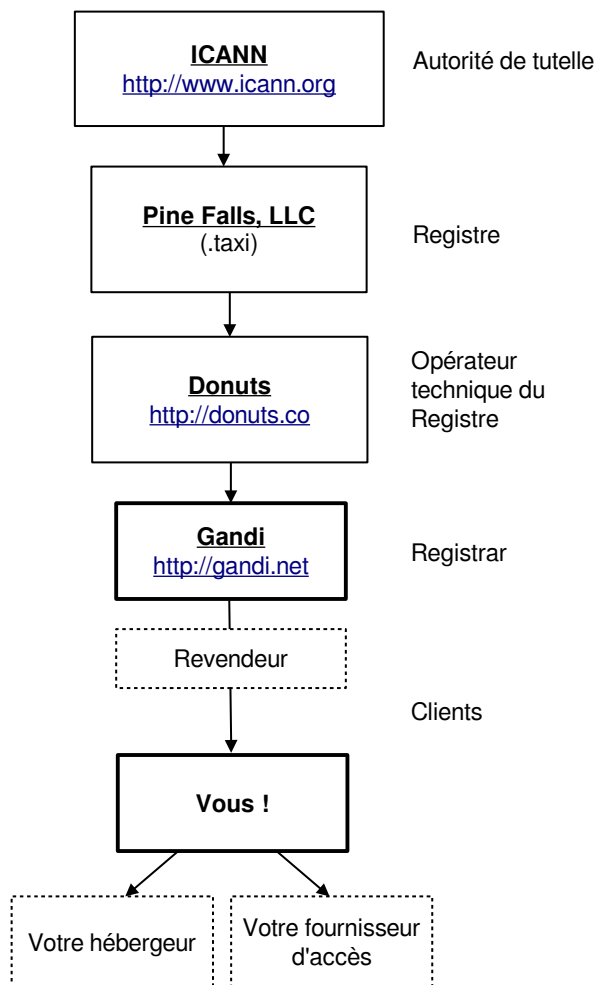 ICANN
http://www.icann.org
Autorité de tutelle
Pine Falls, LLC
(.taxi)
Registre
Donuts
http://donuts.co
Opérateur
technique du
Registre
Gandi
http://gandi.net
Registrar
Revendeur
Clients
Vous !
Votre hébergeur
Votre fournisseur
d'accès